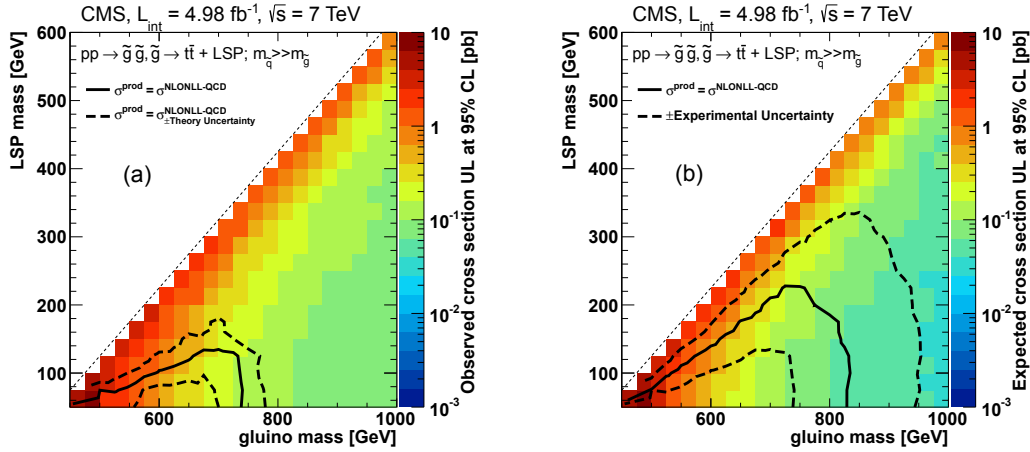 CMS, L_int = 4.98 fb⁻¹, √s = 7 TeV
LSP mass [GeV]
600
500
400
300
200
100
pp → g̃ g̃, g̃ → tt̄ + LSP; m_q̃ >> m_g̃
σ^prod = σ^NLONLL-QCD
σ^prod = σ^NLONLL-QCD_±Theory Uncertainty
(a)
600
800
1000
gluino mass [GeV]
10
1
10⁻¹
10⁻²
10⁻³
Observed cross section UL at 95% CL [pb]
CMS, L_int = 4.98 fb⁻¹, √s = 7 TeV
LSP mass [GeV]
600
500
400
300
200
100
pp → g̃ g̃, g̃ → tt̄ + LSP; m_q̃ >> m_g̃
σ^prod = σ^NLONLL-QCD
±Experimental Uncertainty
(b)
600
800
1000
gluino mass [GeV]
10
1
10⁻¹
10⁻²
10⁻³
Expected cross section UL at 95% CL [pb]